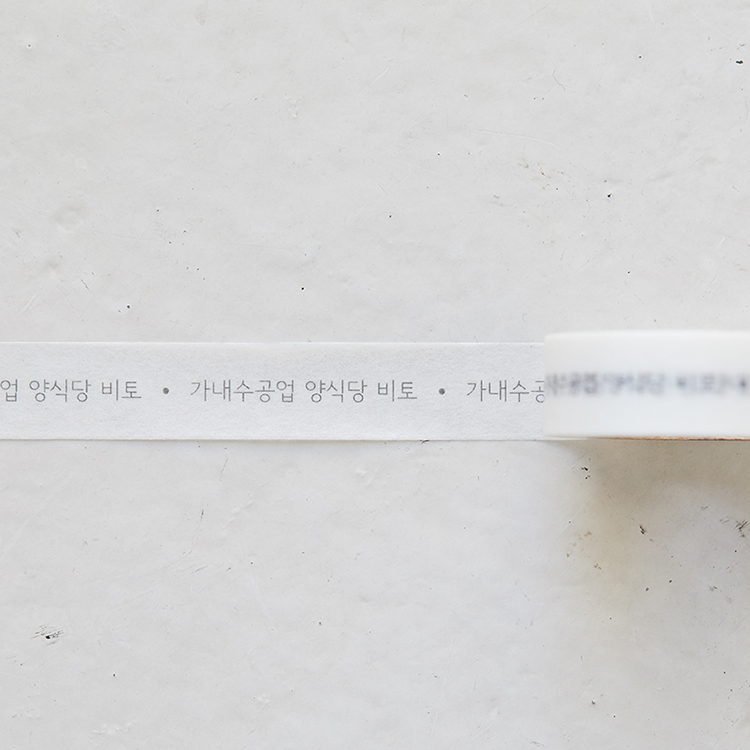 업 양식당 비토 • 가내수공업 양식당 비토 • 가내수공